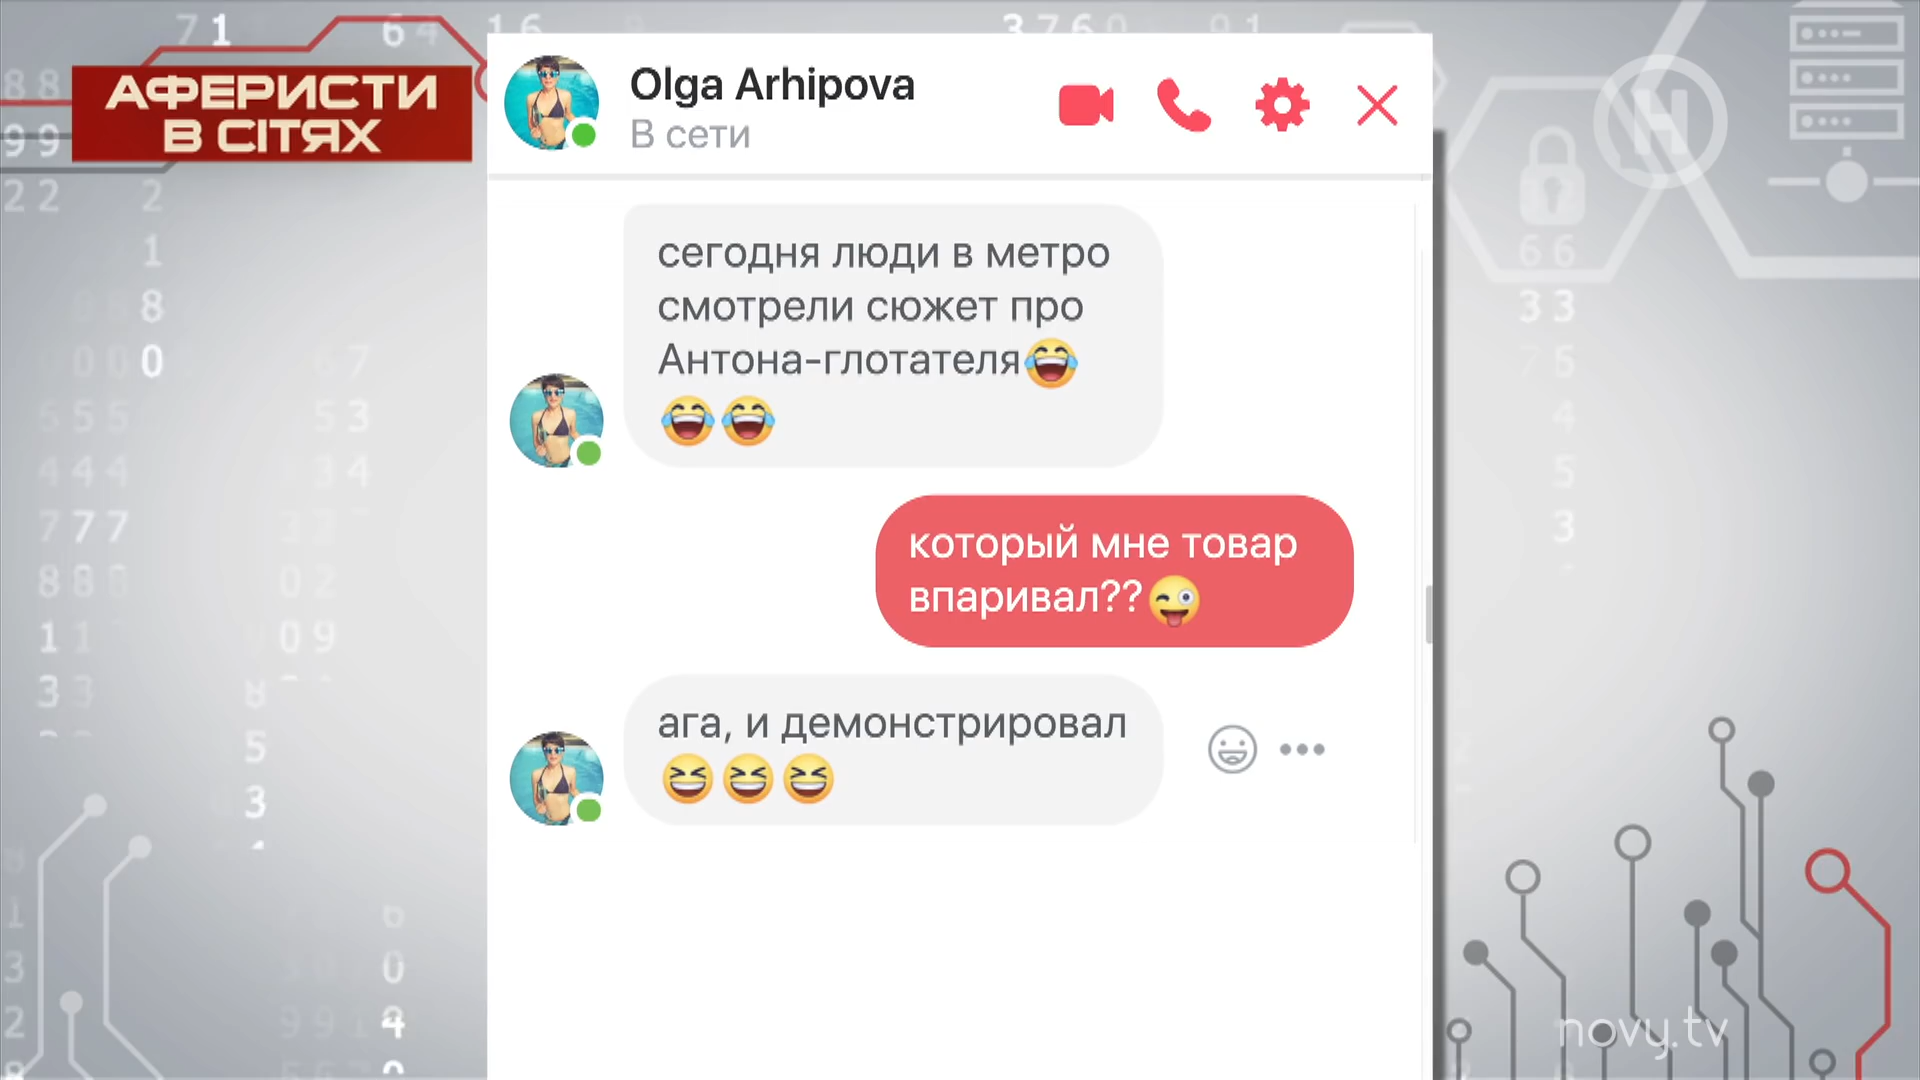 АФЕРИСТИ
В СІТЯХ
Olga Arhipova
В сети
сегодня люди в метро
смотрели сюжет про
Антона-глотателя😂
😂😂
который мне товар
впаривал??😜
ага, и демонстрировал
😆😆😆
novy.tv